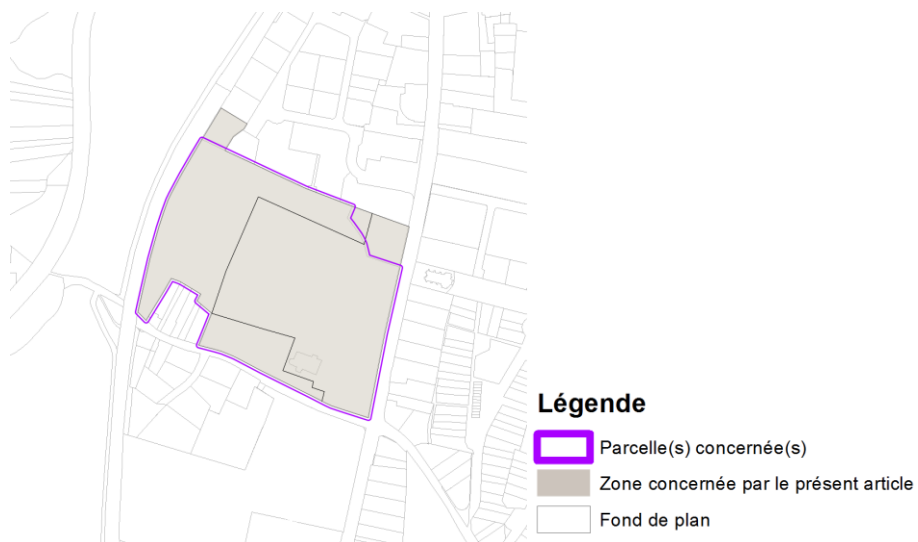 Légende
Parcelle(s) concernée(s)
Zone concernée par le présent article
Fond de plan